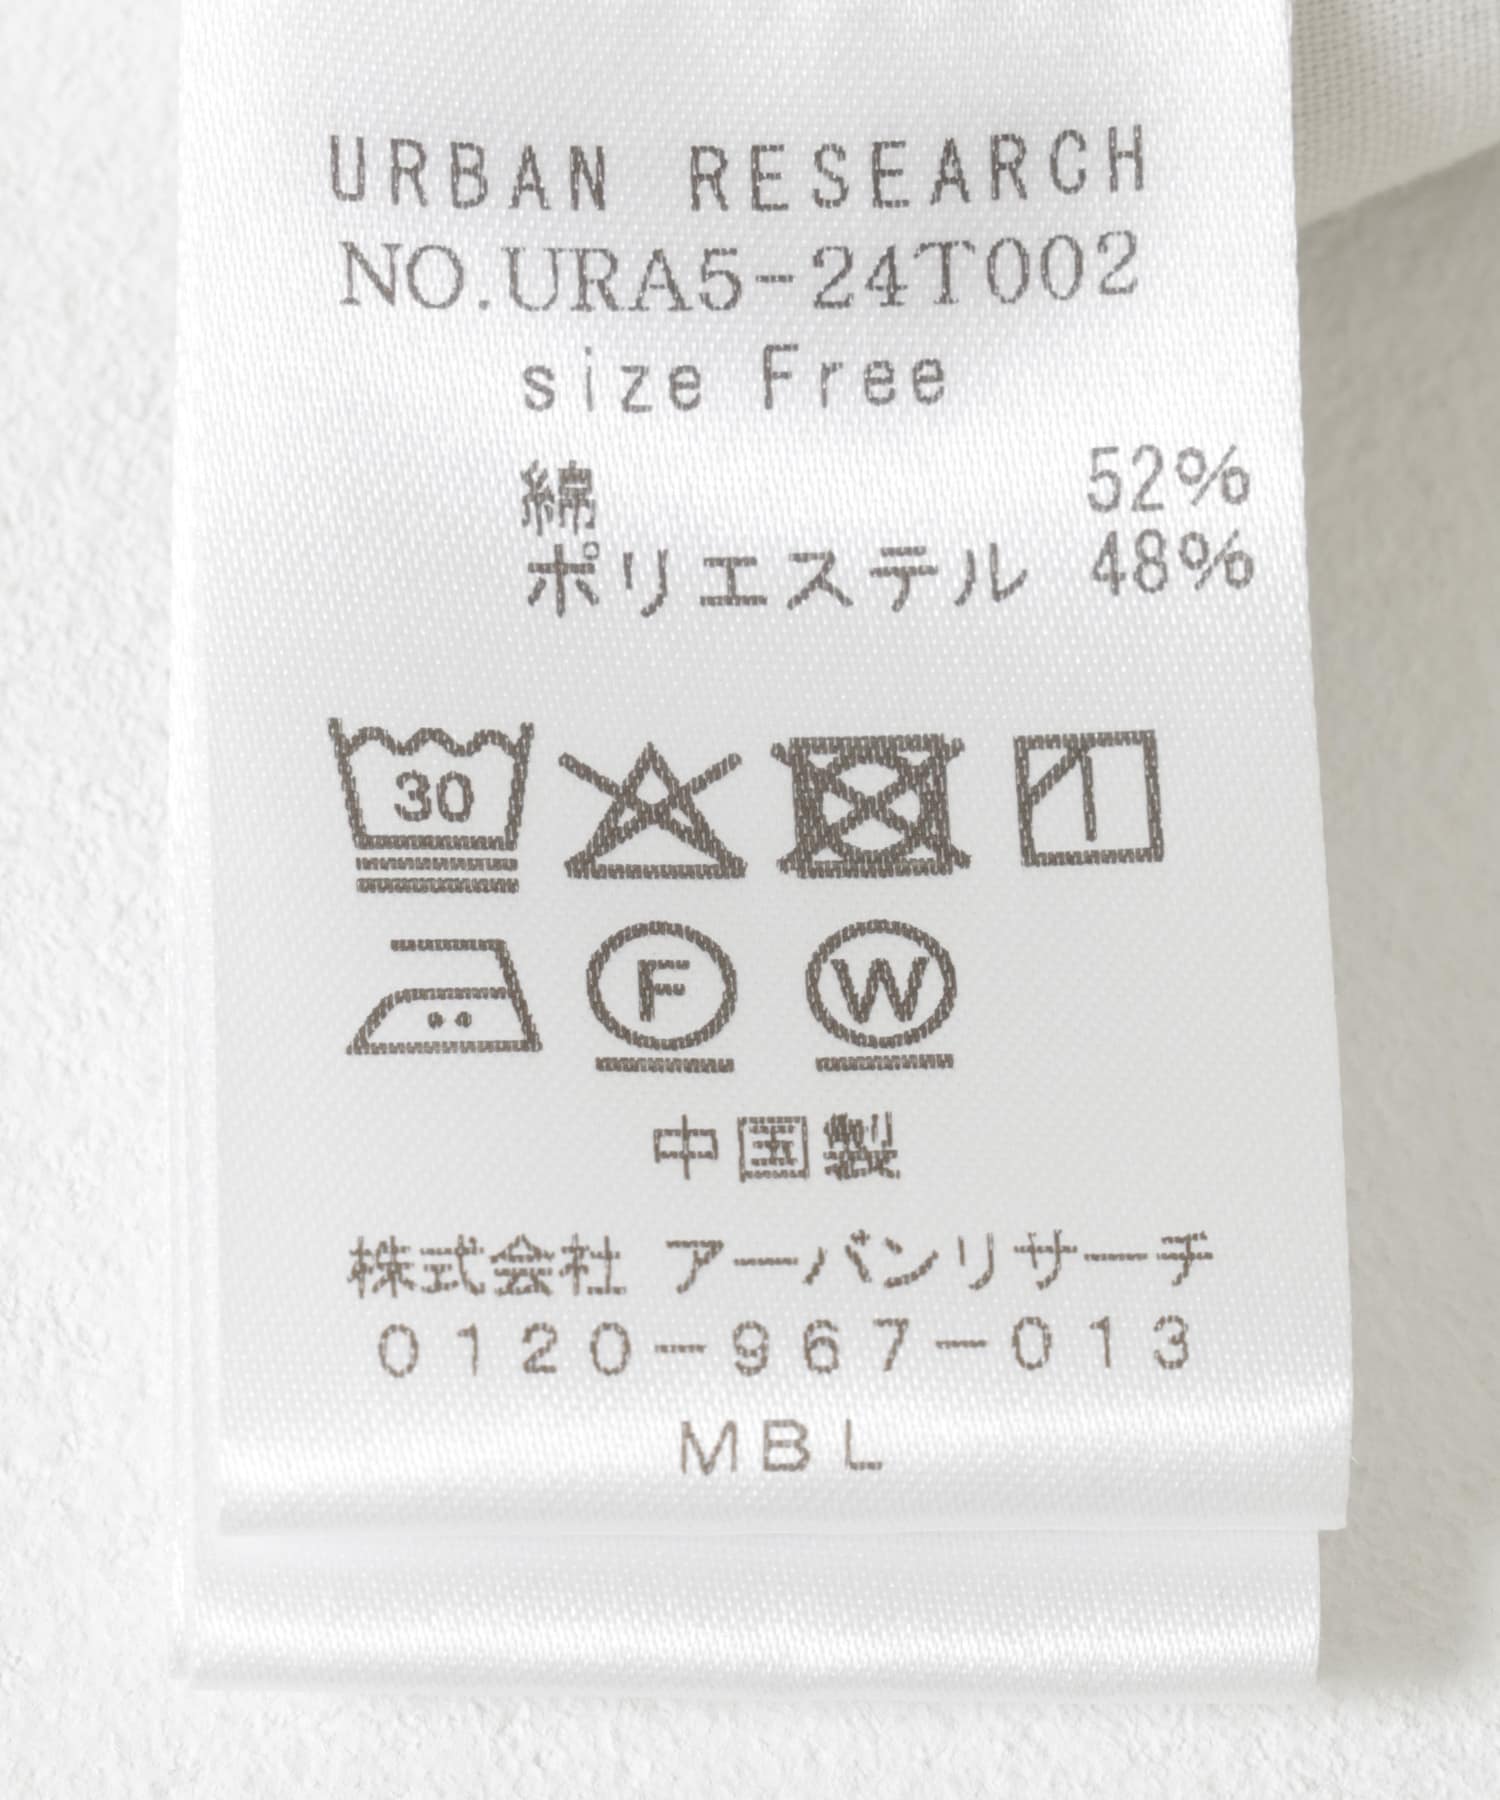 URBAN RESEARCH
NO.URA5-24T002
size Free
綿 52%
ポリエステル 48%
30
F W
中国製
株式会社 アーバンリサーチ
0120-967-013
MBL